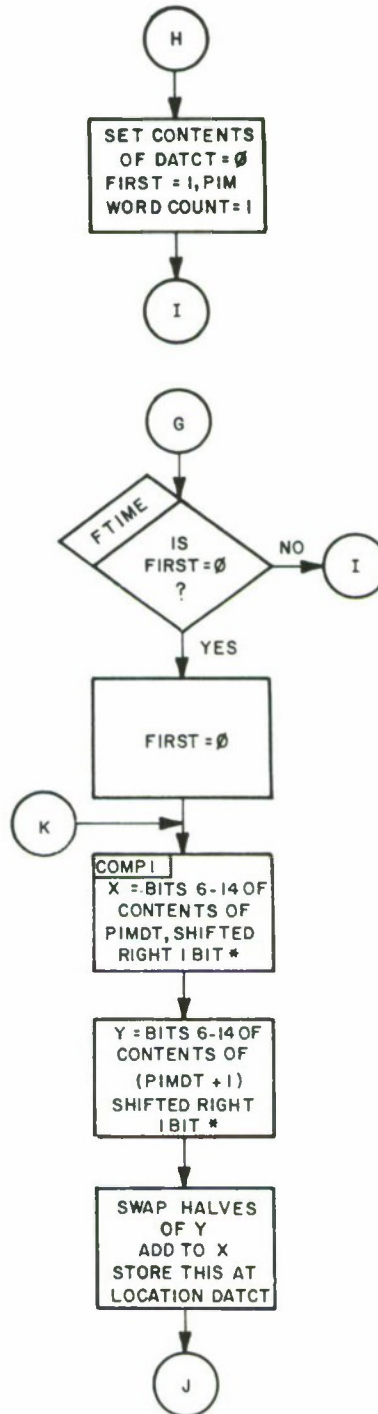 H
SET CONTENTS
OF DATCT = Ø
FIRST = 1, PIM
WORD COUNT = 1
I
G
FTIME
IS
FIRST = Ø
?
NO
I
YES
FIRST = Ø
K
COMP1
X = BITS 6-14 OF
CONTENTS OF
PIMDT, SHIFTED
RIGHT 1 BIT *
Y = BITS 6-14 OF
CONTENTS OF
(PIMDT + 1)
SHIFTED RIGHT
1 BIT *
SWAP HALVES
OF Y
ADD TO X
STORE THIS AT
LOCATION DATCT
J